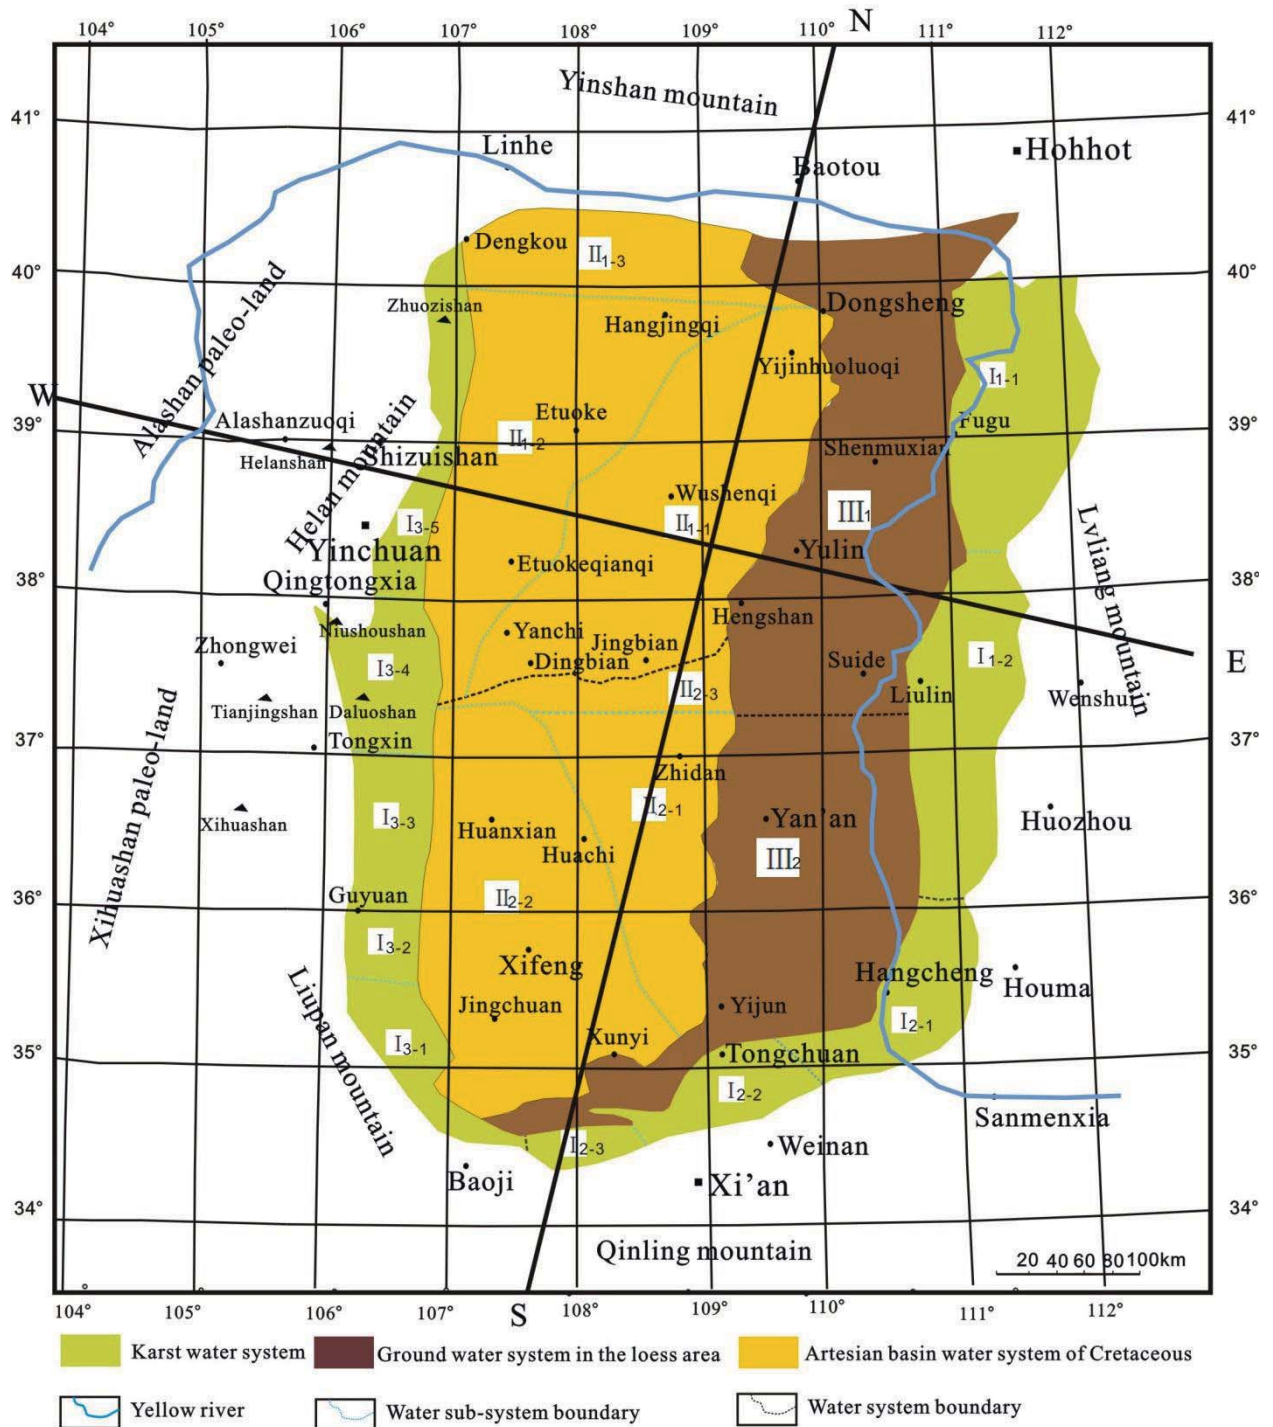 104° 105° 106° 107° 108° 109° 110° N 111° 112°
Yinshan mountain
41° 41°
Linhe
Baotou
Hohhot
Dengkou
II1-3
40° 40°
Alashan paleo-land
Zhuozishan
Hangjingqi
Dongsheng
Yijinhuoluoqi
I1-1
W
Etuoke
Alashanzuoqi
39° 39°
II1-2
Fugu
Helanshan
Shizuishan
Shenmuxian
Helan mountain
Wushenqi
III1
I3-5
II1-1
Yinchuan
Yulin
Etuokeqianqi
Qingtongxia
38° 38°
Lvliang mountain
Hengshan
Niushoushan
Yanchi
Jingbian
Zhongwei
Dingbian
Suide
I1-2
E
I3-4
II2-3
Liulin
Wenshun
Tianjingshan
Daluoshan
37° 37°
Tongxin
Xihuashan paleo-land
Zhidan
II2-1
Xihuashan
I3-3
Huanxian
Yan'an
Huozhou
Huachi
III2
Guyuan
II2-2
36° 36°
I3-2
Xifeng
Hangcheng
Houma
Liupan mountain
Jingchuan
Yijun
I2-1
I3-1
Xunyi
Tongchuan
35° 35°
I2-2
Sanmenxia
I2-3
Weinan
Baoji
Xi'an
34° 34°
Qinling mountain
20 40 60 80 100km
104° 105° 106° 107° S 108° 109° 110° 111° 112°
Karst water system
Ground water system in the loess area
Artesian basin water system of Cretaceous
Yellow river
Water sub-system boundary
Water system boundary